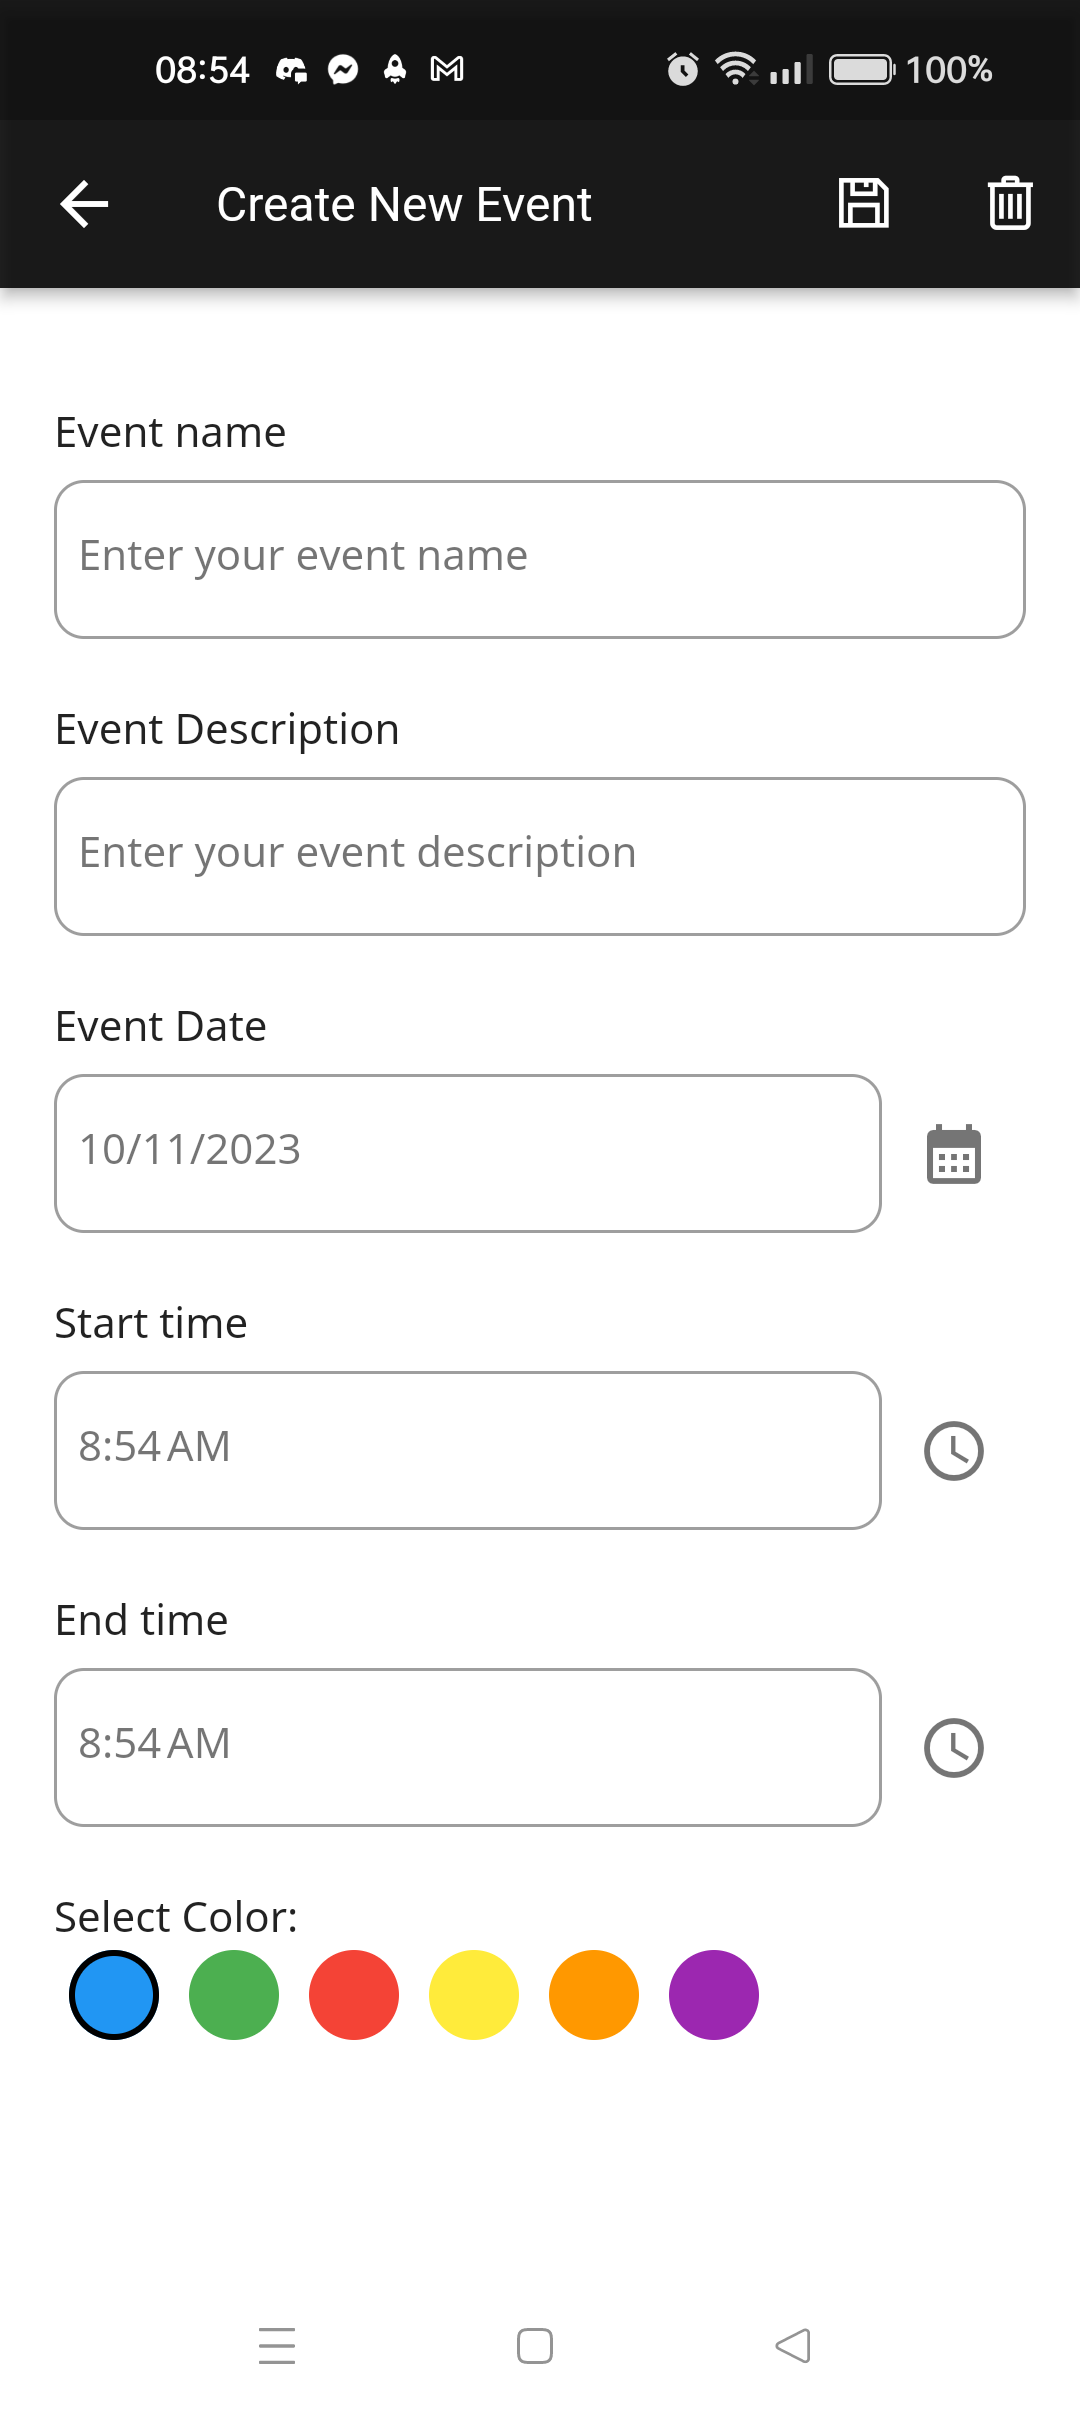 08:54 100%
Create New Event
Event name
Enter your event name
Event Description
Enter your event description
Event Date
10/11/2023
Start time
8:54 AM
End time
8:54 AM
Select Color: